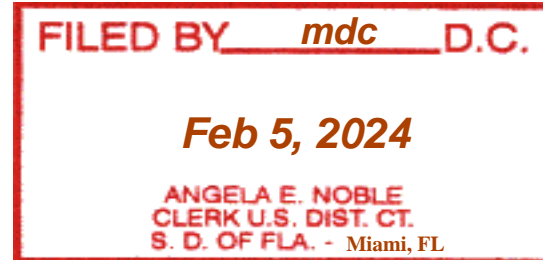 FILED BY mdc D.C.
Feb 5, 2024
ANGELA E. NOBLE
CLERK U.S. DIST. CT.
S. D. OF FLA. - Miami, FL